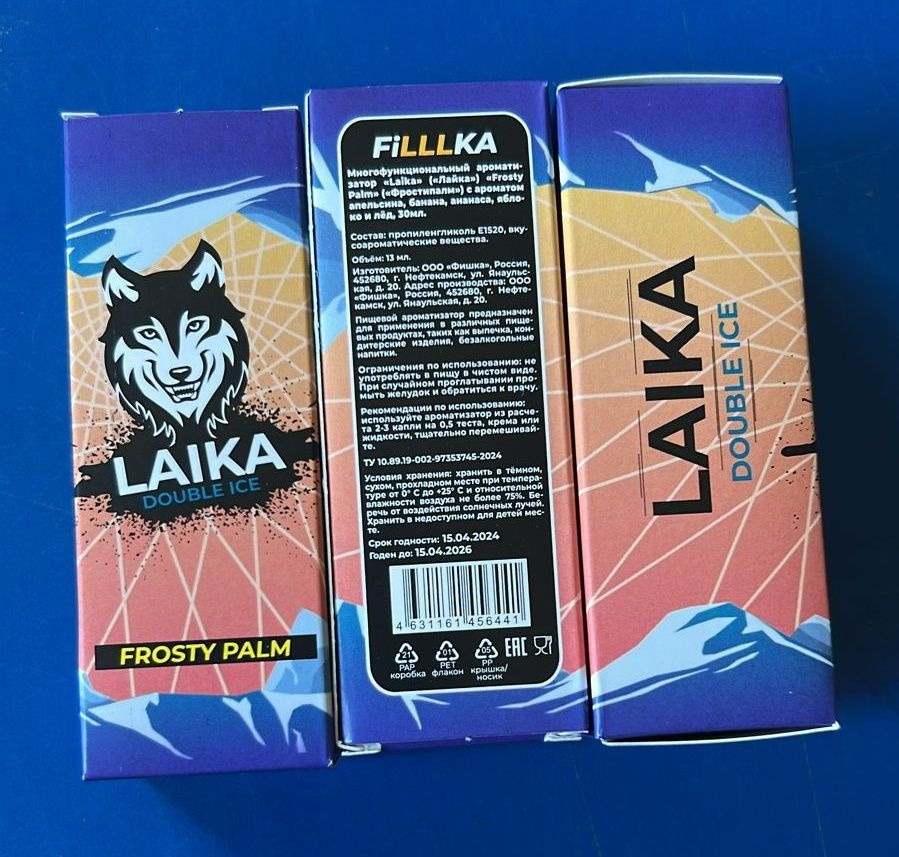 LAIKA
DOUBLE ICE
FROSTY PALM
FiLLLKA
Многофункциональный аромати-
затор «Laika» («Лайка») «Frosty
Palm» («Фростипалм») с ароматом
апельсина, банана, ананаса, ябло-
ко и лёд, 30мл.
Состав: пропиленгликоль Е1520, вку-
соароматические вещества.
Объём: 13 мл.
Изготовитель: ООО «Фишка», Россия,
452680, г. Нефтекамск, ул. Янауль-
ская, д. 20. Адрес производства: ООО
«Фишка», Россия, 452680, г. Нефте-
камск, ул. Янаульская, д. 20.
Пищевой ароматизатор предназначен
для применения в различных пище-
вых продуктах, таких как выпечка, кон-
дитерские изделия, безалкогольные
напитки.
Ограничения по использованию: не
употреблять в пищу в чистом виде.
При случайном проглатывании про-
мыть желудок и обратиться к врачу.
Рекомендации по использованию:
используйте ароматизатор из расче-
та 2-3 капли на 0,5 теста, крема или
жидкости, тщательно перемешивай-
те.
ТУ 10.89.19-002-97353745-2024
Условия хранения: хранить в тёмном,
сухом, прохладном месте при темпера-
туре от 0° С до +25° С и относительной
влажности воздуха не более 75%. Бе-
речь от воздействия солнечных лучей.
Хранить в недоступном для детей мес-
те.
Срок годности: 15.04.2024
Годен до: 15.04.2026
4 631161 456441
21 01 05 EAC
PAP PET PP
коробка флакон крышка/
носик
LAIKA
DOUBLE ICE